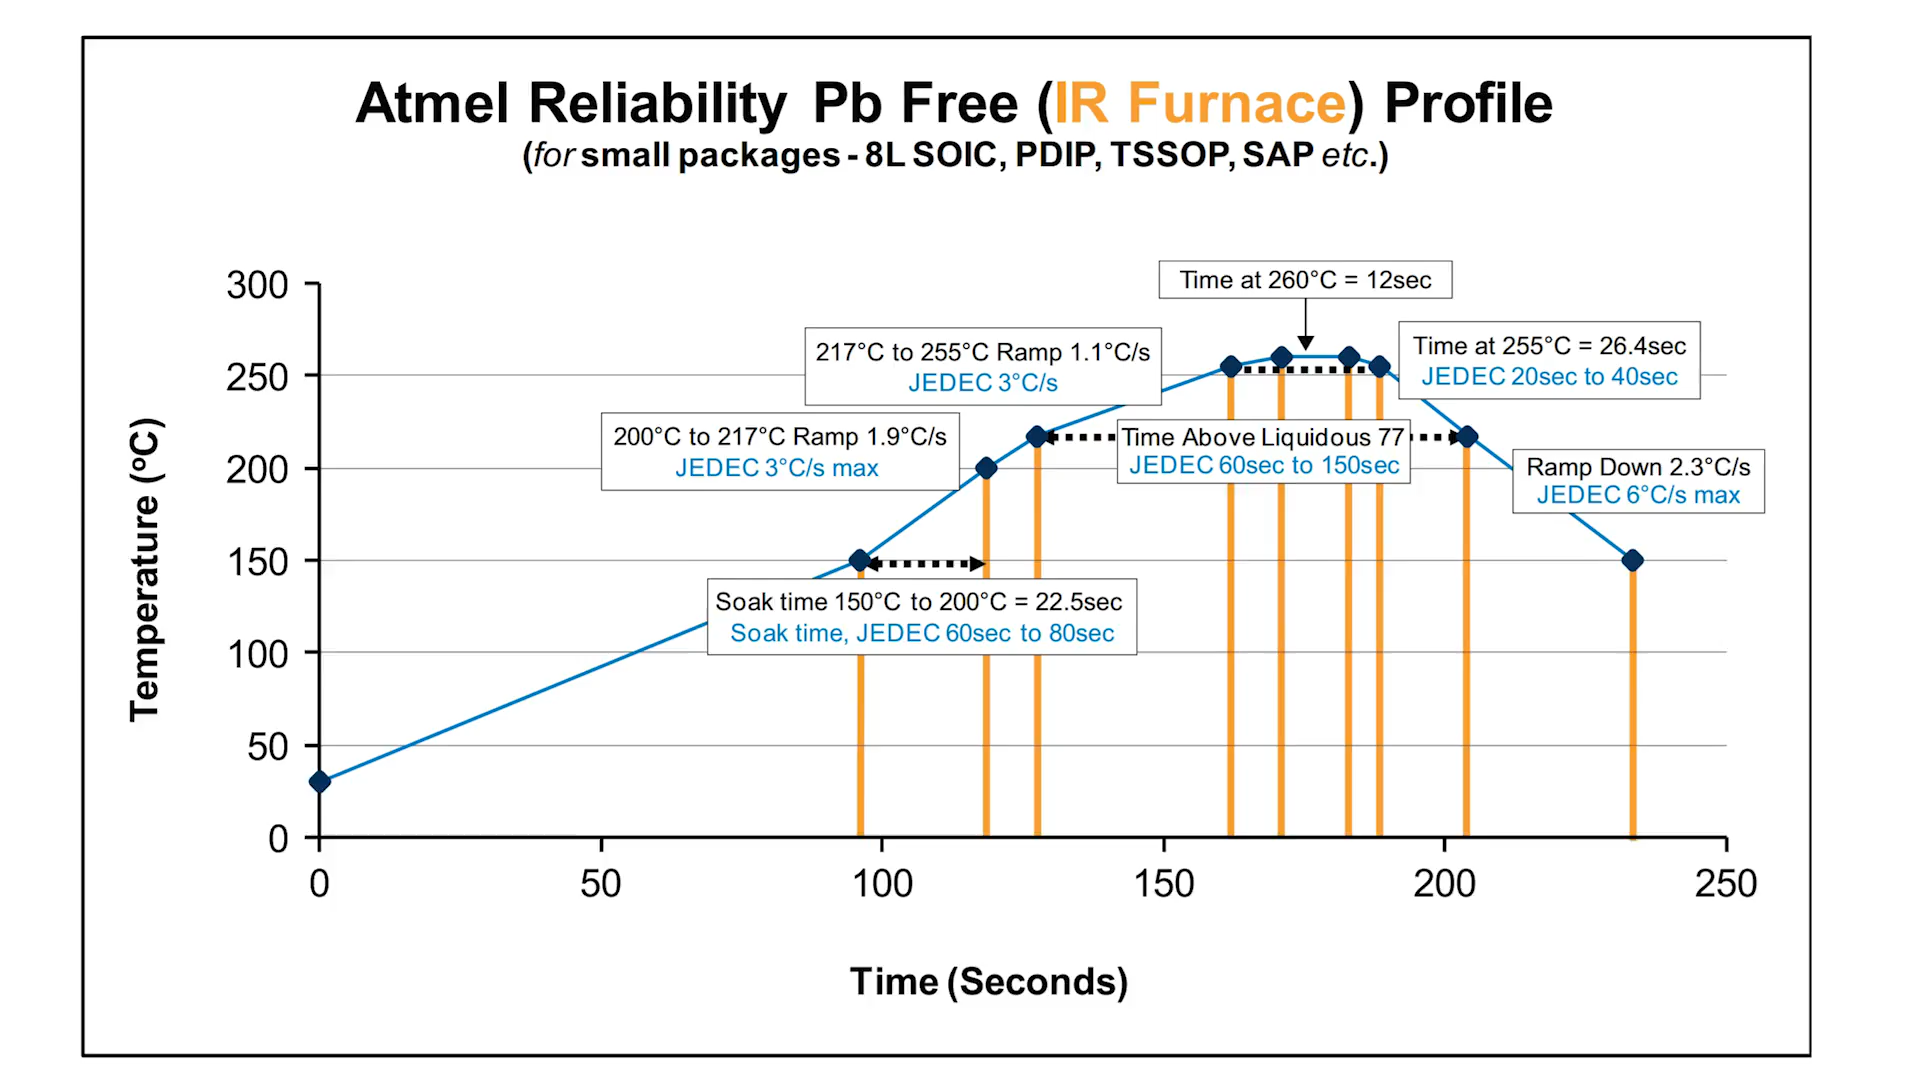 Atmel Reliability Pb Free (IR Furnace) Profile
(for small packages - 8L SOIC, PDIP, TSSOP, SAP etc.)
Time at 260°C = 12sec
217°C to 255°C Ramp 1.1°C/s
JEDEC 3°C/s
Time at 255°C = 26.4sec
JEDEC 20sec to 40sec
200°C to 217°C Ramp 1.9°C/s
JEDEC 3°C/s max
Time Above Liquidous 77
JEDEC 60sec to 150sec
Ramp Down 2.3°C/s
JEDEC 6°C/s max
Soak time 150°C to 200°C = 22.5sec
Soak time, JEDEC 60sec to 80sec
Temperature (°C)
300
250
200
150
100
50
0
0 50 100 150 200 250
Time (Seconds)